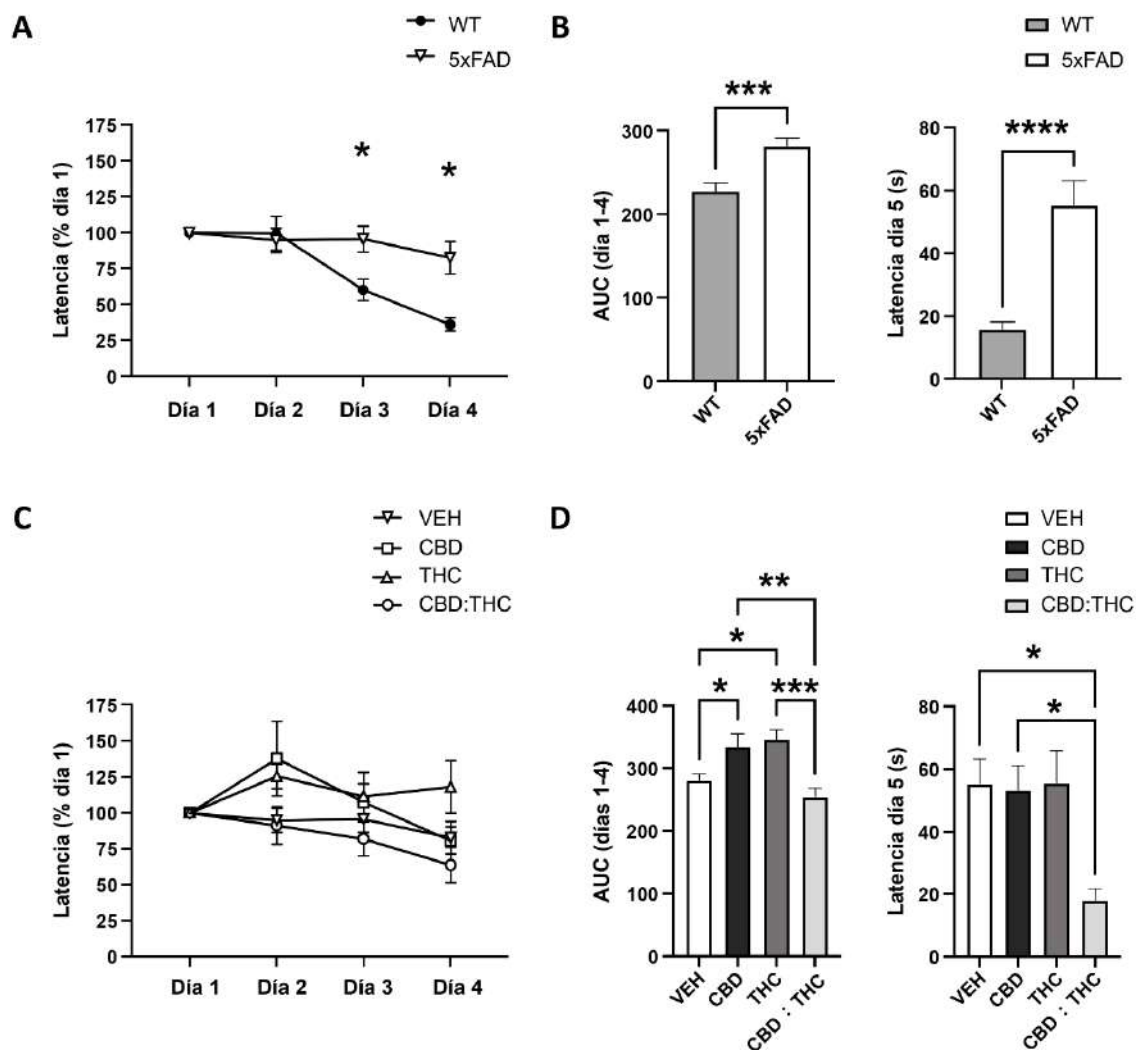 A
WT
5xFAD
*
*
Latencia (% día 1)
175
150
125
100
75
50
25
0
Día 1 Día 2 Día 3 Día 4
B
WT
5xFAD
***
AUC (día 1-4)
300
200
100
0
WT 5xFAD
****
Latencia día 5 (s)
80
60
40
20
0
WT 5xFAD
C
VEH
CBD
THC
CBD:THC
Latencia (% día 1)
175
150
125
100
75
50
25
0
Día 1 Día 2 Día 3 Día 4
D
VEH
CBD
THC
CBD:THC
**
*
* ***
AUC (días 1-4)
400
300
200
100
0
VEH CBD THC CBD : THC
*
*
Latencia día 5 (s)
80
60
40
20
0
VEH CBD THC CBD : THC